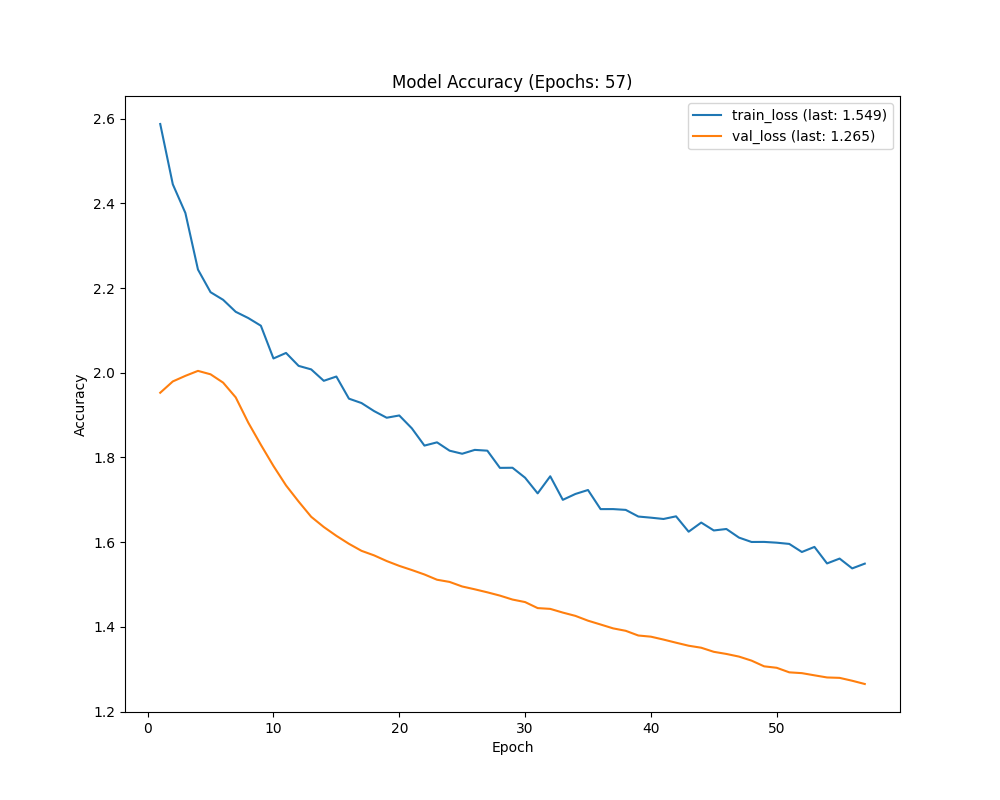 Model Accuracy (Epochs: 57)
train_loss (last: 1.549)
val_loss (last: 1.265)
2.6
2.4
2.2
2.0
1.8
1.6
1.4
1.2
Accuracy
0 10 20 30 40 50
Epoch